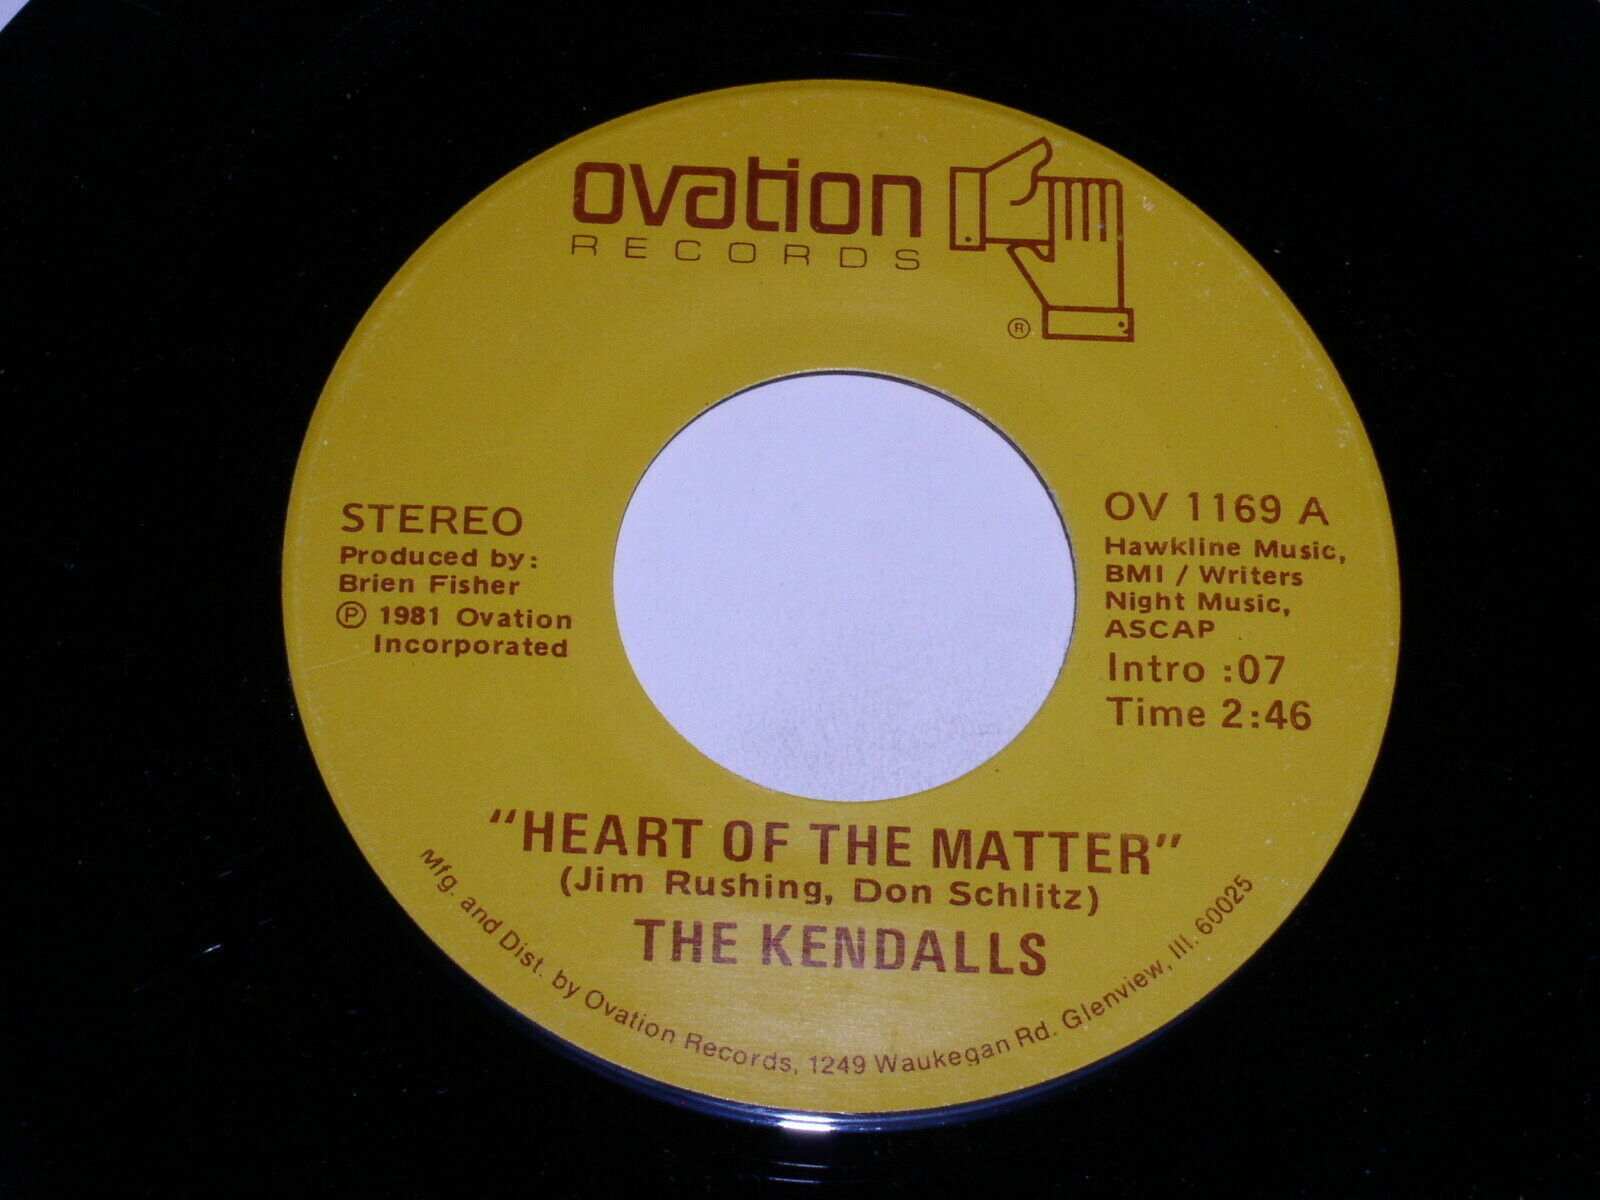 ovation
RECORDS
®
STEREO
Produced by:
Brien Fisher
℗ 1981 Ovation
Incorporated
OV 1169 A
Hawkline Music,
BMI / Writers
Night Music,
ASCAP
Intro :07
Time 2:46
"HEART OF THE MATTER"
(Jim Rushing, Don Schlitz)
THE KENDALLS
Mfg. and Dist. by Ovation Records, 1249 Waukegan Rd. Glenview, Ill. 60025